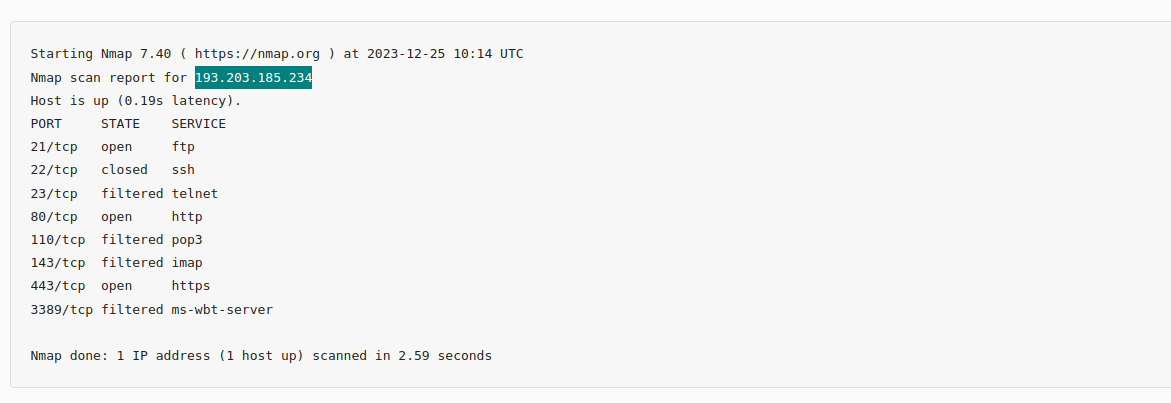 Starting Nmap 7.40 ( https://nmap.org ) at 2023-12-25 10:14 UTC
Nmap scan report for 193.203.185.234
Host is up (0.19s latency).
PORT     STATE    SERVICE
21/tcp   open     ftp
22/tcp   closed   ssh
23/tcp   filtered telnet
80/tcp   open     http
110/tcp  filtered pop3
143/tcp  filtered imap
443/tcp  open     https
3389/tcp filtered ms-wbt-server
Nmap done: 1 IP address (1 host up) scanned in 2.59 seconds